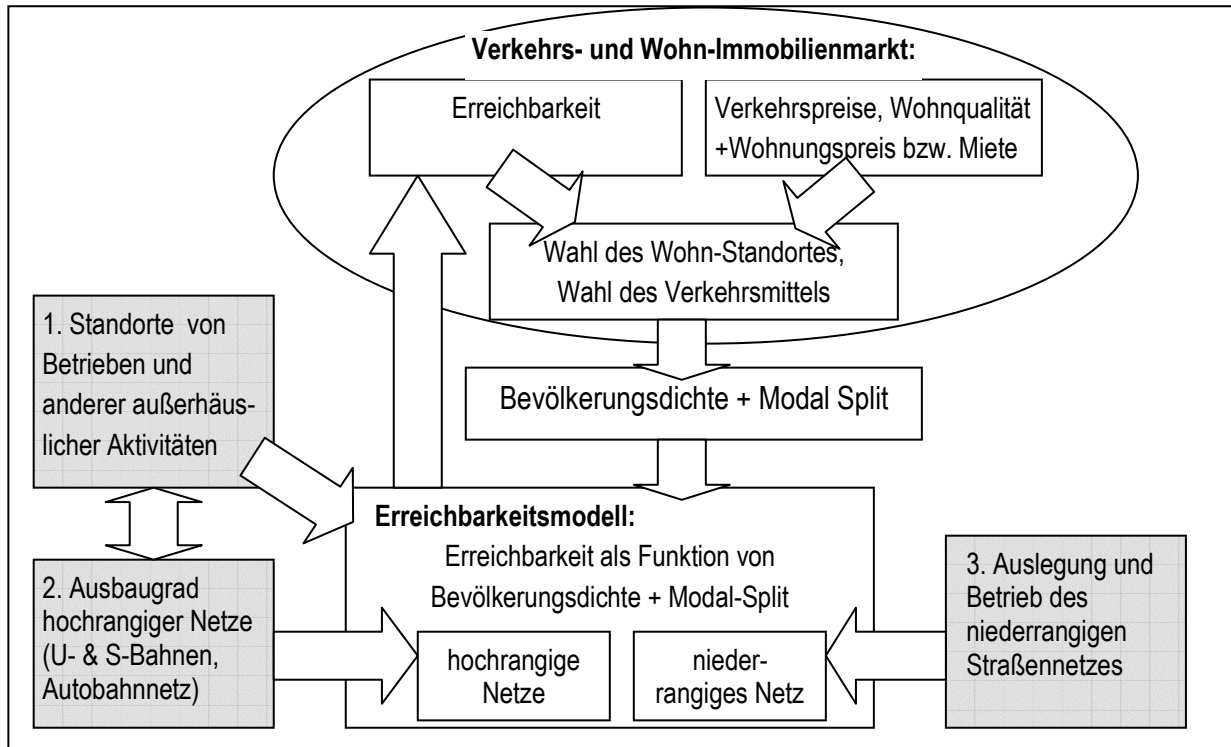 Verkehrs- und Wohn-Immobilienmarkt:
Erreichbarkeit
Verkehrspreise, Wohnqualität
+Wohnungspreis bzw. Miete
Wahl des Wohn-Standortes,
Wahl des Verkehrsmittels
1. Standorte von
Betrieben und
anderer außerhäus-
licher Aktivitäten
Bevölkerungsdichte + Modal Split
Erreichbarkeitsmodell:
Erreichbarkeit als Funktion von
Bevölkerungsdichte + Modal-Split
hochrangige
Netze
nieder-
rangiges Netz
2. Ausbaugrad
hochrangiger Netze
(U- & S-Bahnen,
Autobahnnetz)
3. Auslegung und
Betrieb des
niederrangigen
Straßennetzes